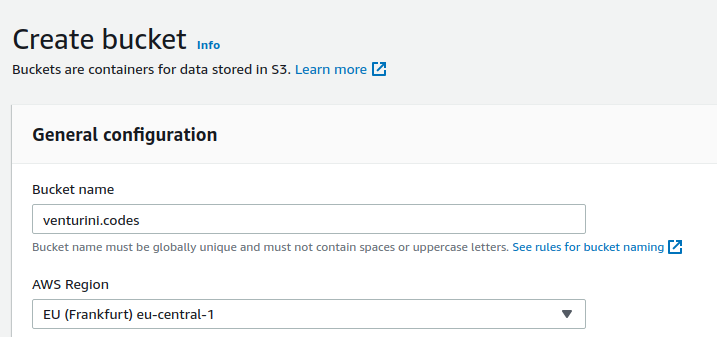 Create bucket Info
Buckets are containers for data stored in S3. Learn more
General configuration
Bucket name
venturini.codes
Bucket name must be globally unique and must not contain spaces or uppercase letters. See rules for bucket naming
AWS Region
EU (Frankfurt) eu-central-1